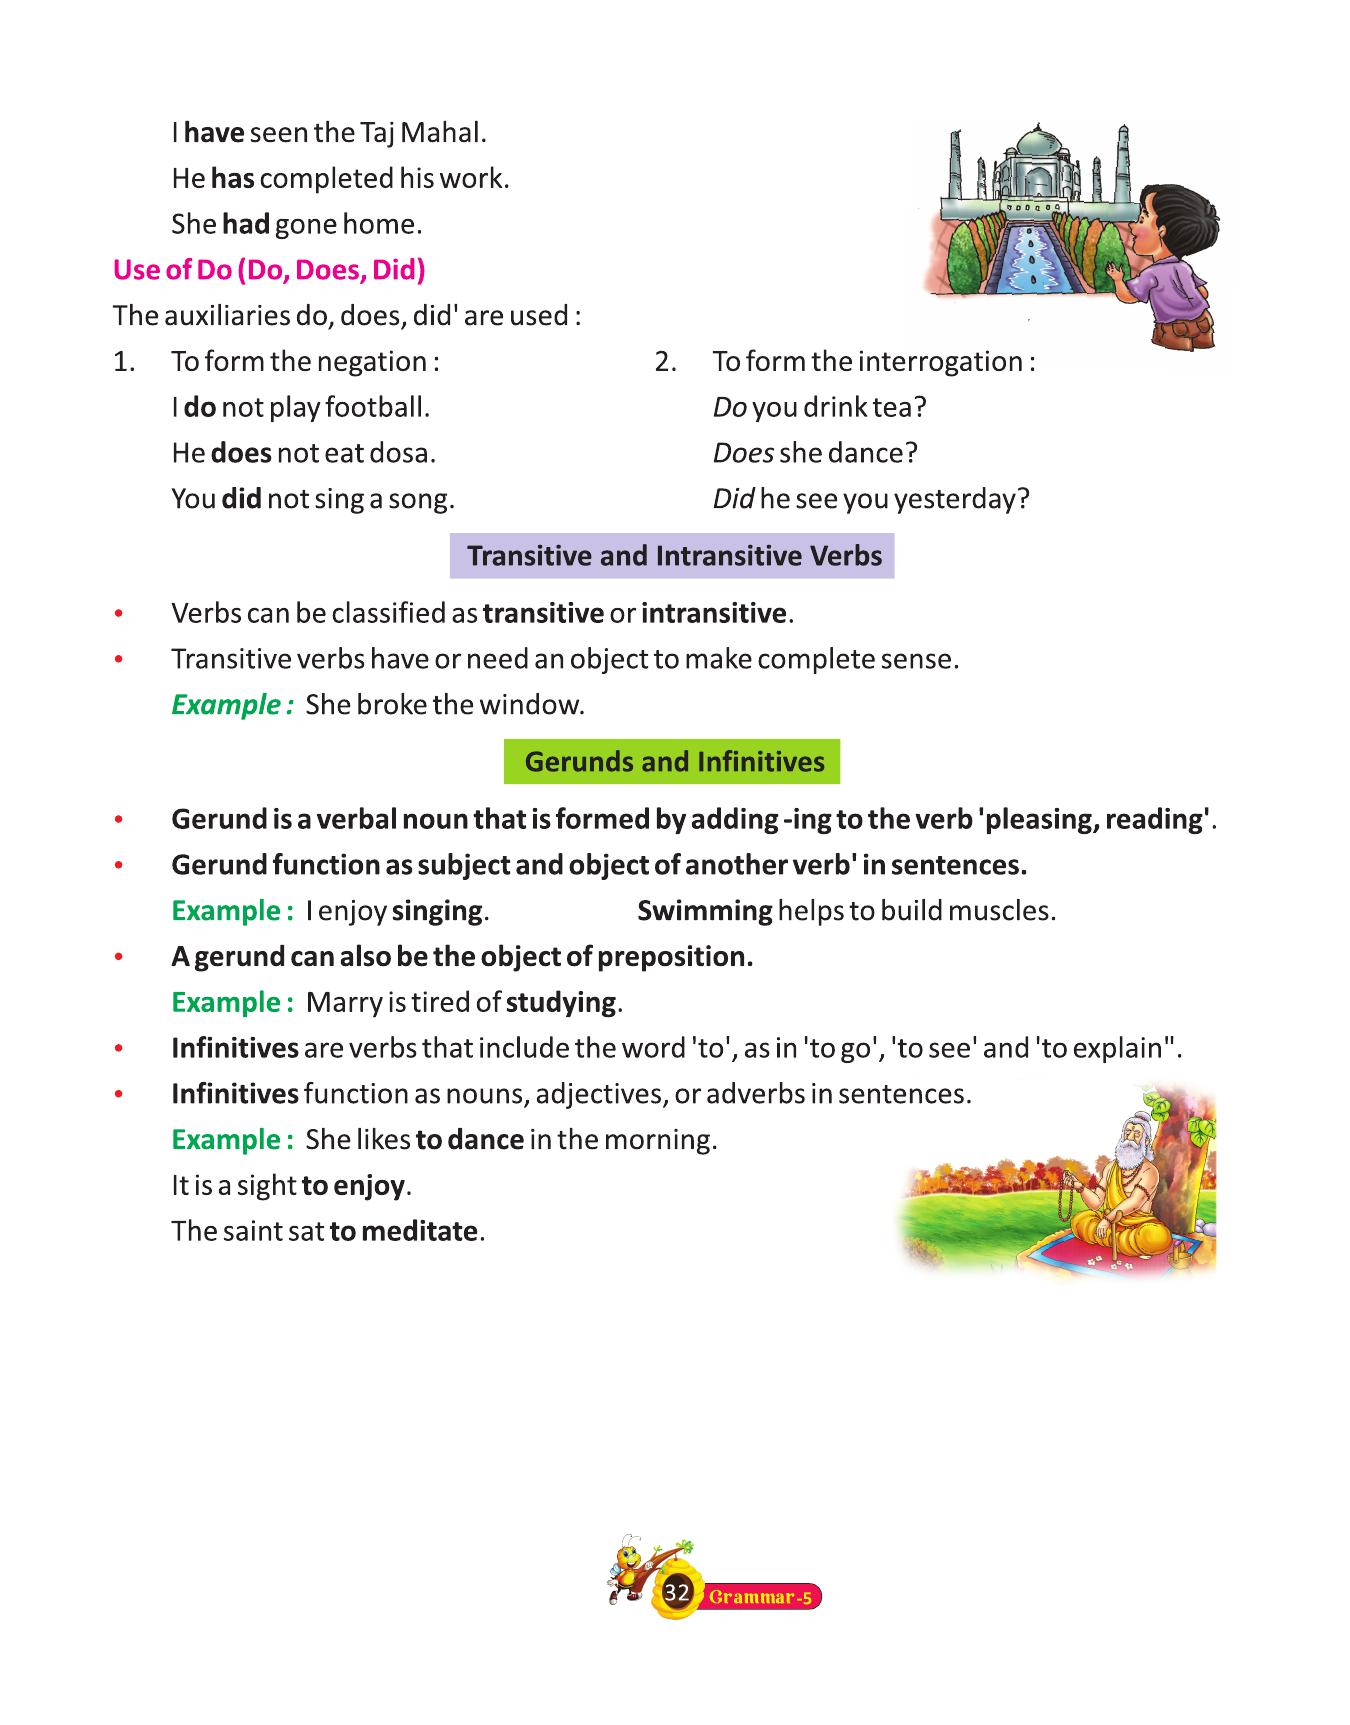 I have seen the Taj Mahal.
He has completed his work.
She had gone home.
Use of Do (Do, Does, Did)
The auxiliaries do, does, did' are used :
1. To form the negation :
I do not play football.
He does not eat dosa.
You did not sing a song.
2. To form the interrogation :
Do you drink tea?
Does she dance?
Did he see you yesterday?
Transitive and Intransitive Verbs
• Verbs can be classified as transitive or intransitive.
• Transitive verbs have or need an object to make complete sense.
Example : She broke the window.
Gerunds and Infinitives
• Gerund is a verbal noun that is formed by adding -ing to the verb 'pleasing, reading'.
• Gerund function as subject and object of another verb' in sentences.
Example : I enjoy singing. Swimming helps to build muscles.
• A gerund can also be the object of preposition.
Example : Marry is tired of studying.
• Infinitives are verbs that include the word 'to', as in 'to go', 'to see' and 'to explain".
• Infinitives function as nouns, adjectives, or adverbs in sentences.
Example : She likes to dance in the morning.
It is a sight to enjoy.
The saint sat to meditate.
32 Grammar-5